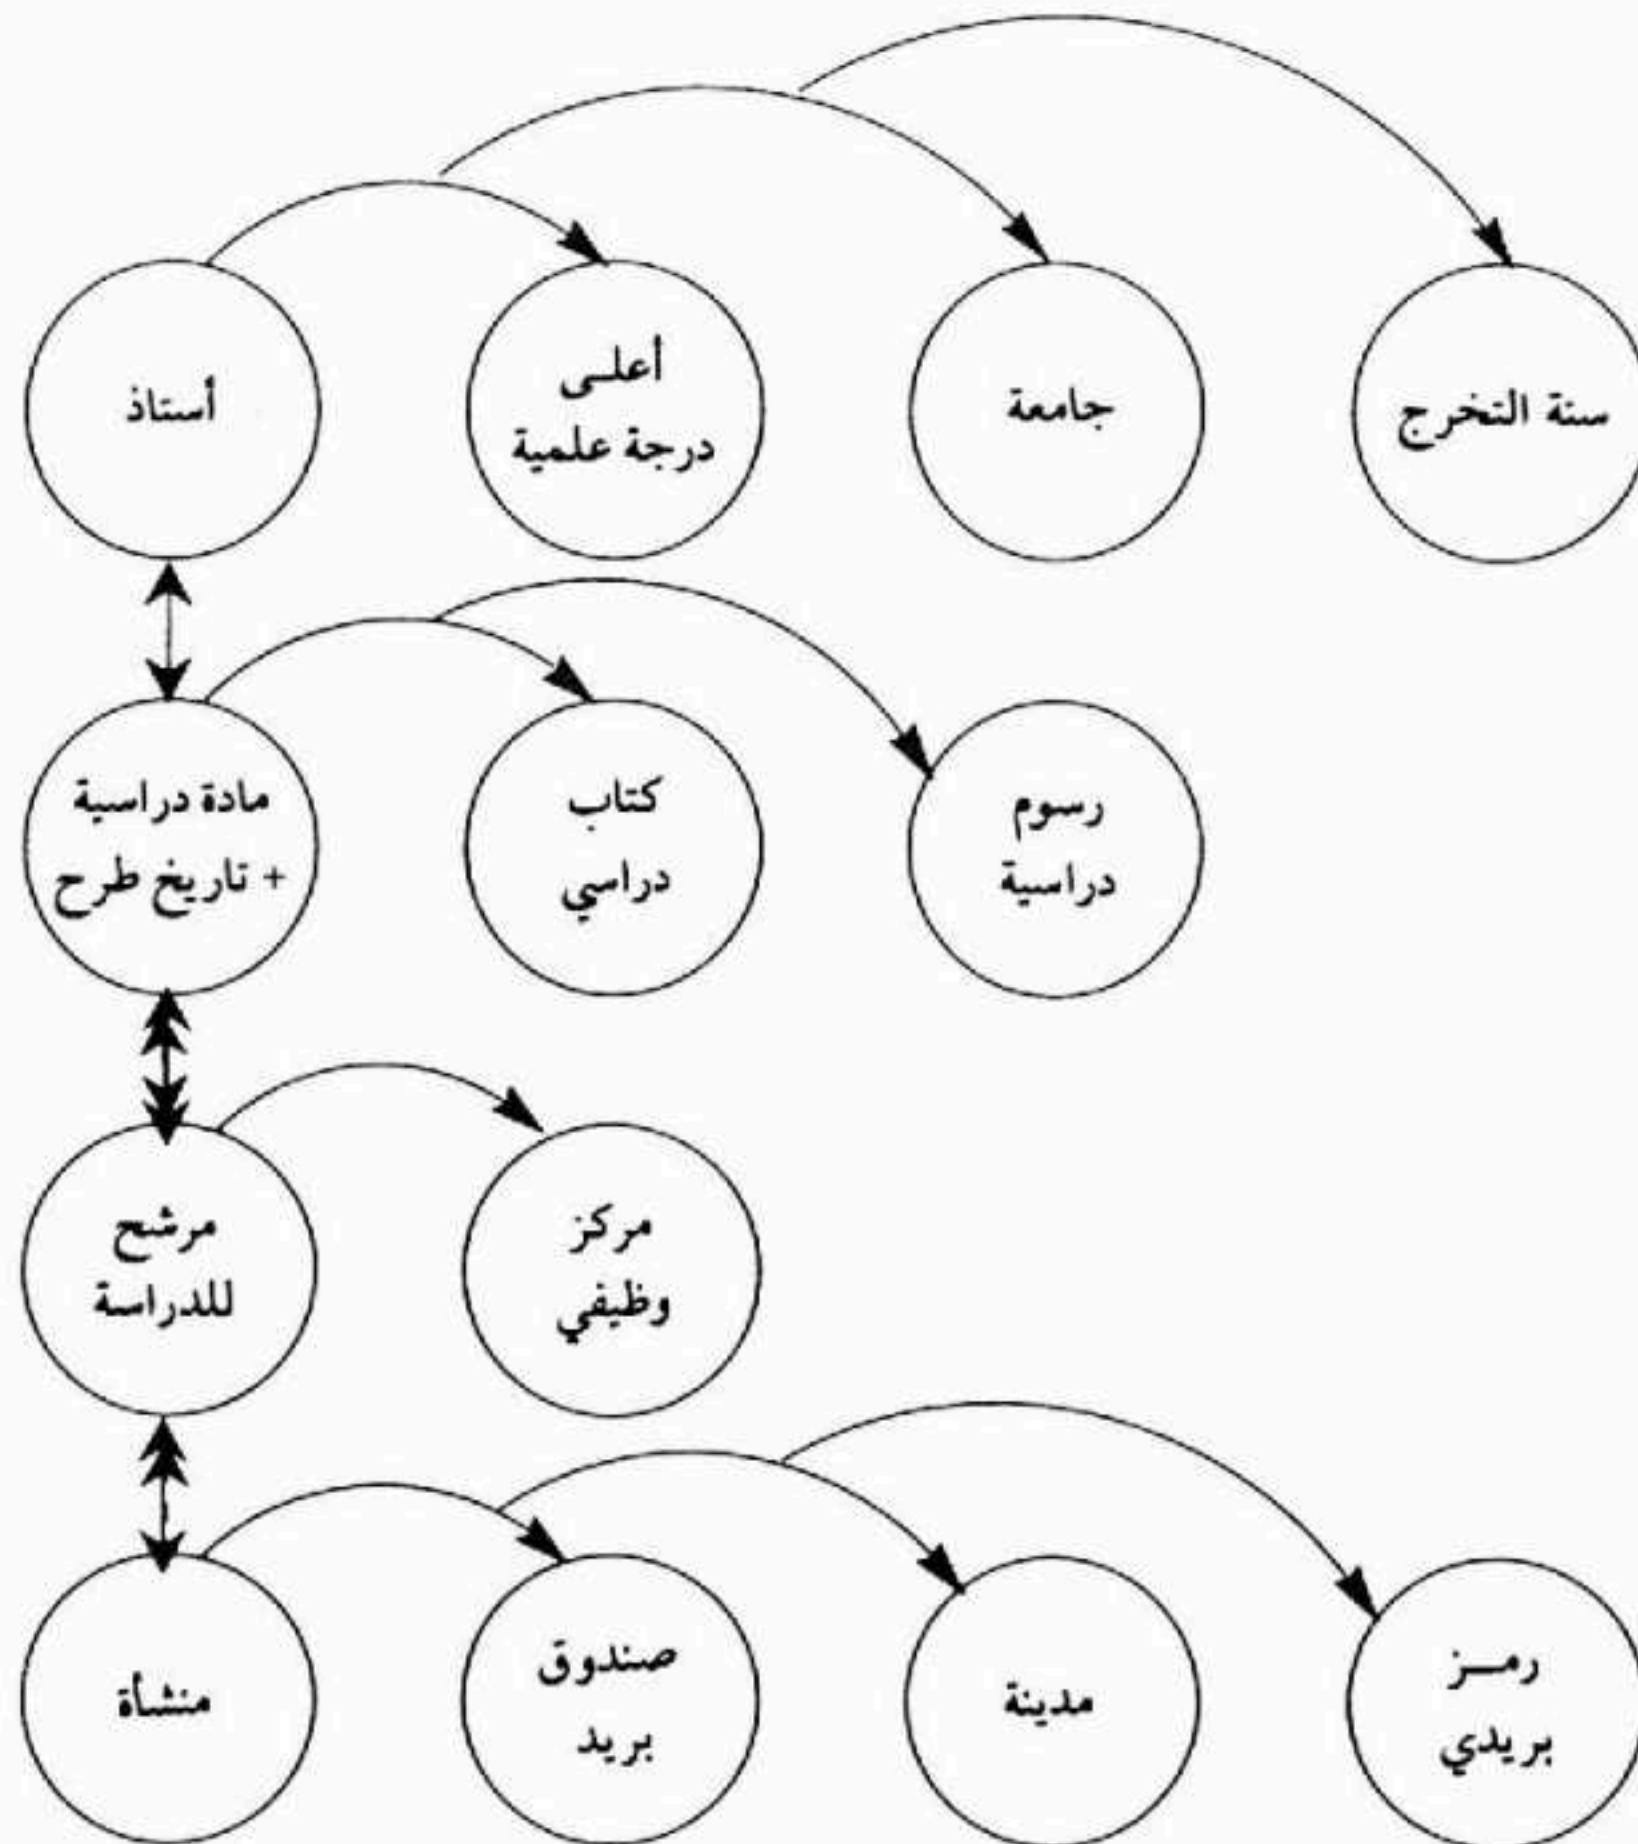 أستاذ
أعلى
درجة علمية
جامعة
سنة التخرج
مادة دراسية
+ تاريخ طرح
كتاب
دراسي
رسوم
دراسية
مرشح
للدراسة
مركز
وظيفي
منشأة
صندوق
بريد
مدينة
رمز
بريدي